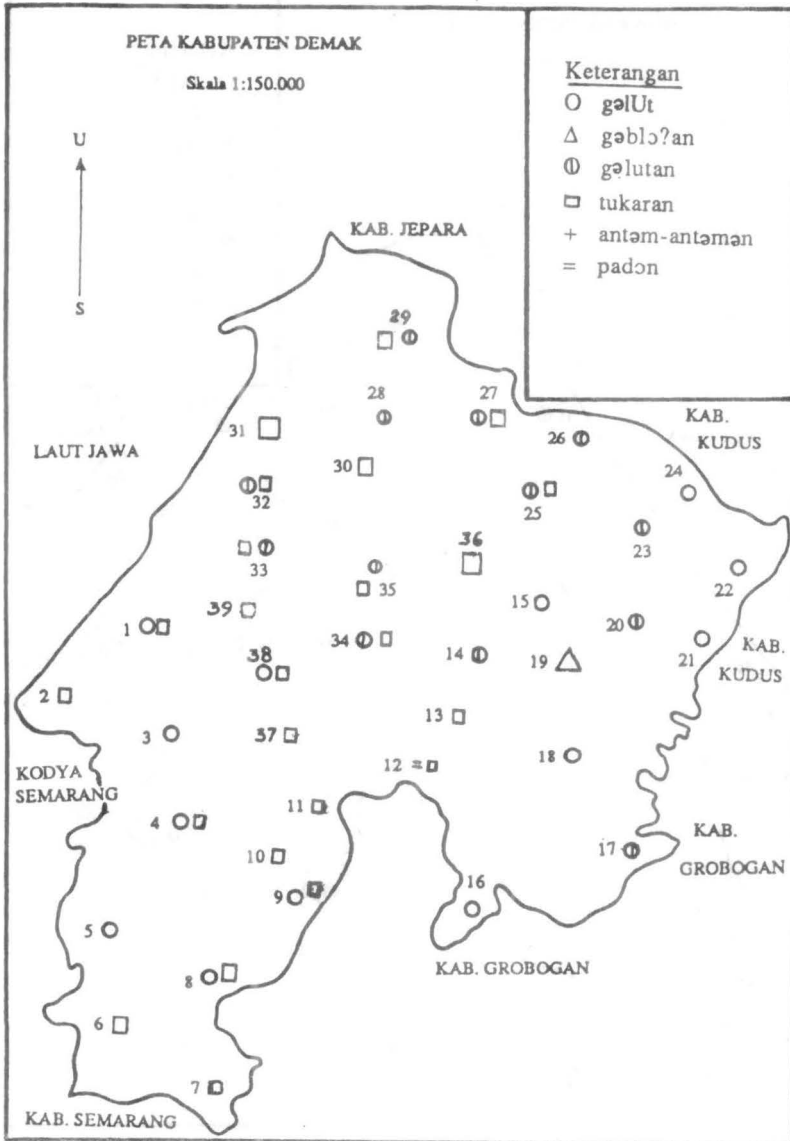 PETA KABUPATEN DEMAK
Skala 1:150.000
Keterangan
gəlUt
gəblɔ?an
gəlutan
tukaran
+ antəm-antəman
= padɔn
U
S
KAB. JEPARA
29
28
27
31
26
KAB.
KUDUS
LAUT JAWA
30
24
32
25
36
23
33
35
22
39
15
1
20
34
14
19
21
KAB.
KUDUS
38
2
13
3
37
18
12 =
KODYA
SEMARANG
11
4
10
17
KAB.
GROBOGAN
9
16
5
KAB. GROBOGAN
8
6
7
KAB. SEMARANG